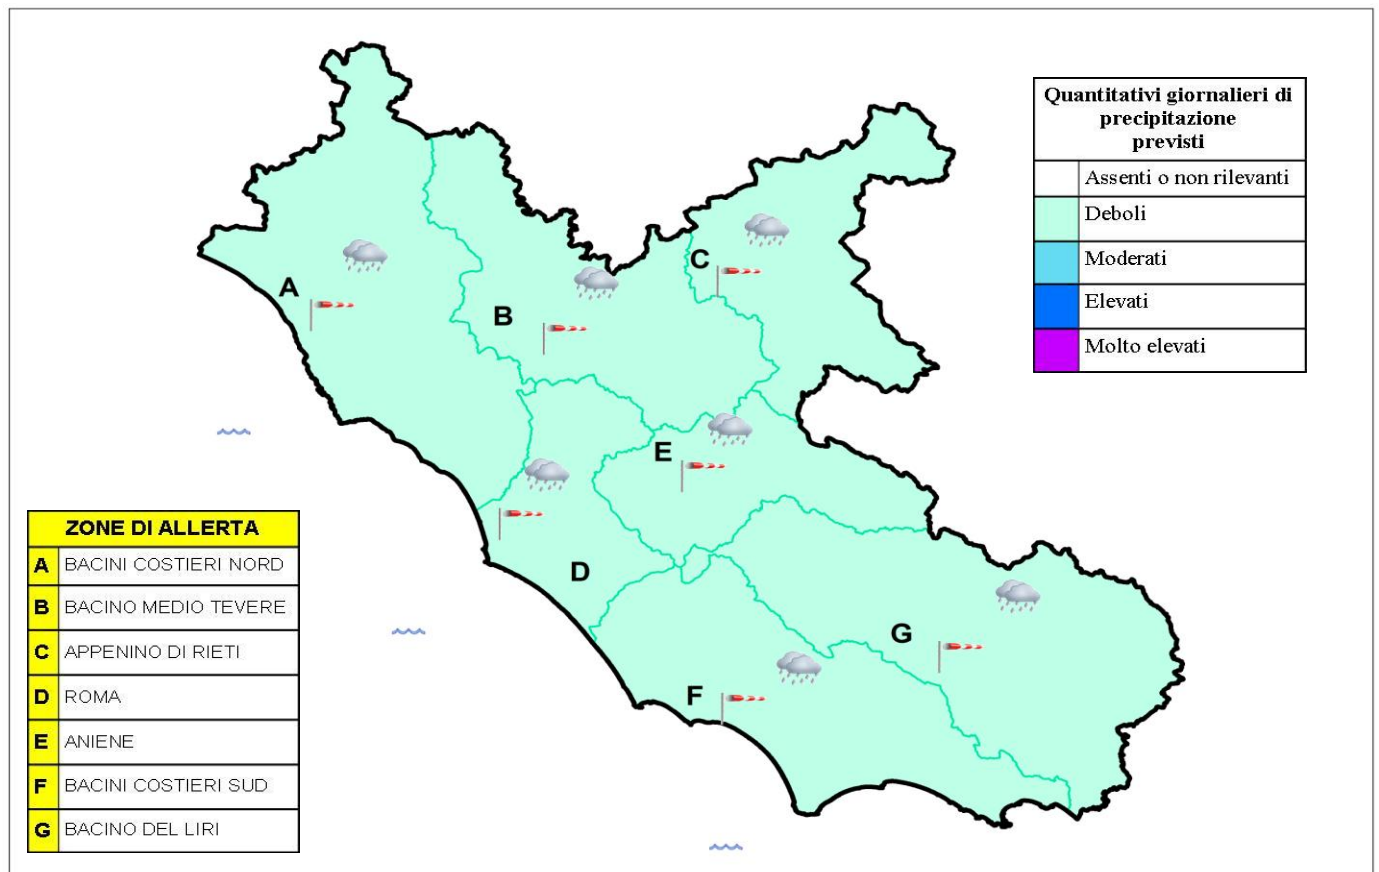 Quantitativi giornalieri di
precipitazione
previsti
Assenti o non rilevanti
Deboli
Moderati
Elevati
Molto elevati
A
B
C
E
D
G
F
ZONE DI ALLERTA
A BACINI COSTIERI NORD
B BACINO MEDIO TEVERE
C APPENINO DI RIETI
D ROMA
E ANIENE
F BACINI COSTIERI SUD
G BACINO DEL LIRI